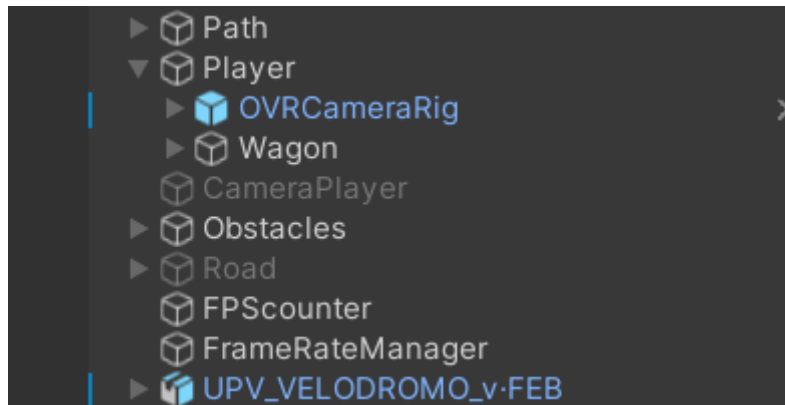 Path
Player
OVRCameraRig
Wagon
CameraPlayer
Obstacles
Road
FPScounter
FrameRateManager
UPV_VELODROMO_v·FEB